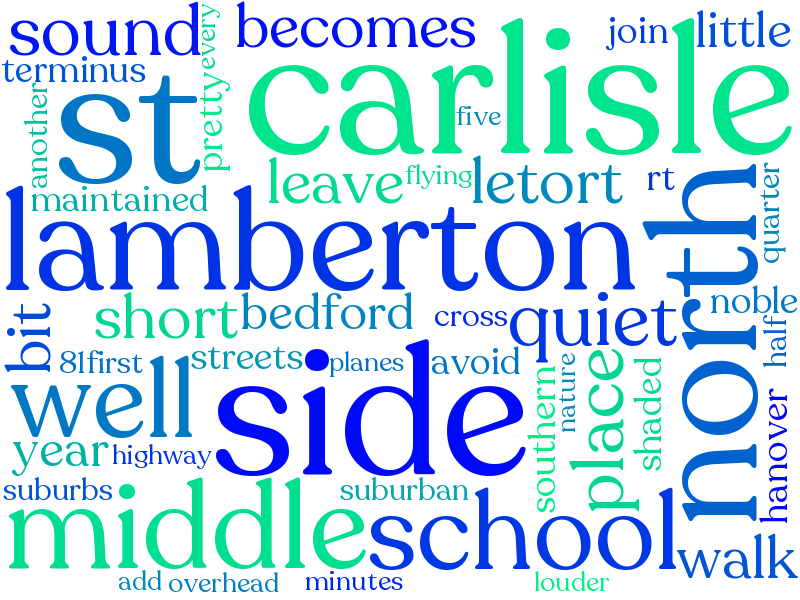 sound
becomes
join
little
terminus
every
pretty
another
st
carlisle
five
maintained
leave
flying
letort
rt
quarter
lamberton
north
bit
short
bedford
cross
quiet
noble
81
first
streets
planes
avoid
half
well
side
southern
nature
place
shaded
hanover
year
highway
suburbs
suburban
middle
school
walk
add
overhead
minutes
louder